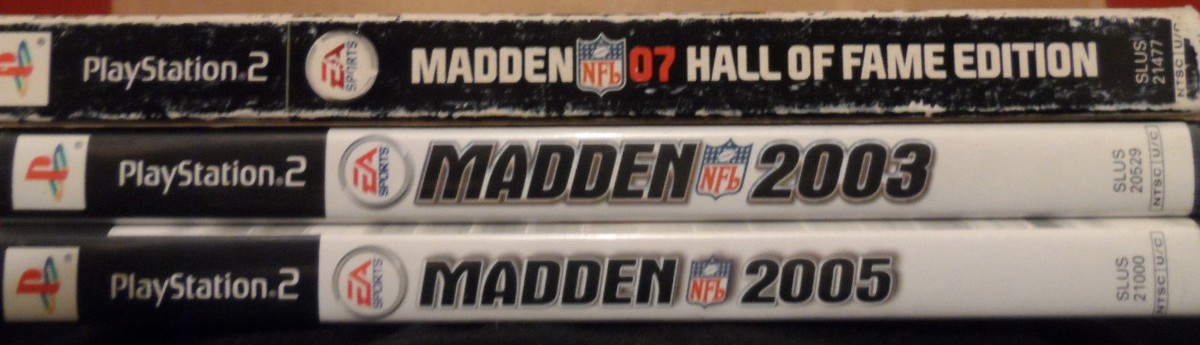 PlayStation.2 EA SPORTS MADDEN NFL 07 HALL OF FAME EDITION SLUS 21477 NTSC U/C
PlayStation.2 EA SPORTS MADDEN NFL 2003 SLUS 20529 NTSC U/C
PlayStation.2 EA SPORTS MADDEN NFL 2005 SLUS 21000 NTSC U/C